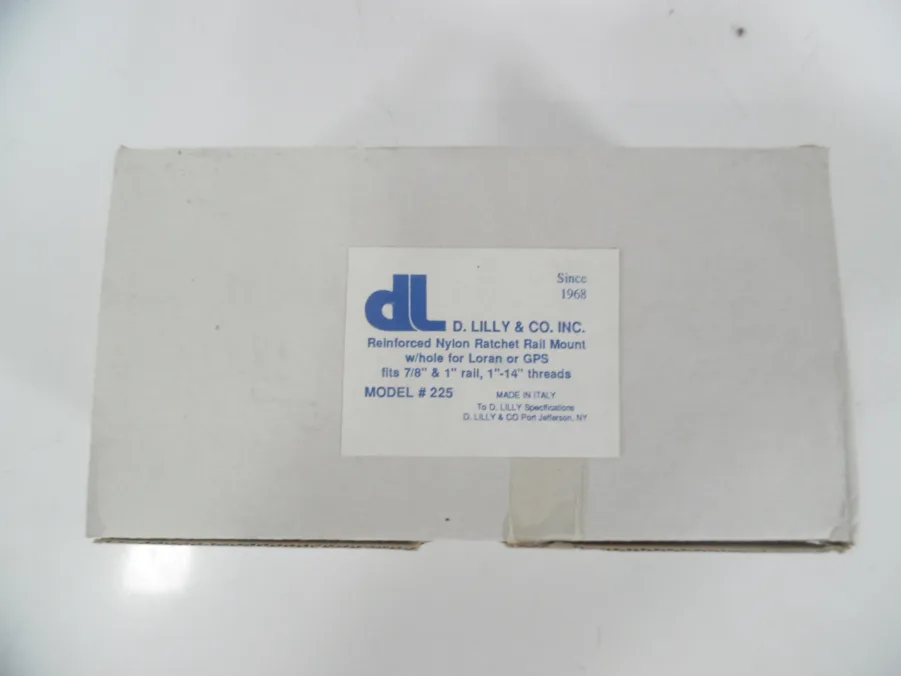 Since
1968
dL D. LILLY & CO. INC.
Reinforced Nylon Ratchet Rail Mount
w/hole for Loran or GPS
fits 7/8" & 1" rail, 1"-14" threads
MODEL # 225 MADE IN ITALY
To D. LILLY Specifications
D. LILLY & CO Port Jefferson, NY